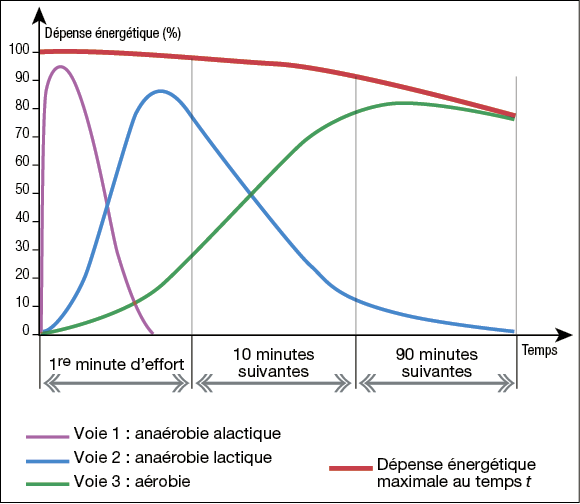 Dépense énergétique (%)
100
90
80
70
60
50
40
30
20
10
0
Temps
1re minute d'effort
10 minutes
suivantes
90 minutes
suivantes
Voie 1 : anaérobie alactique
Voie 2 : anaérobie lactique
Voie 3 : aérobie
Dépense énergétique
maximale au temps t